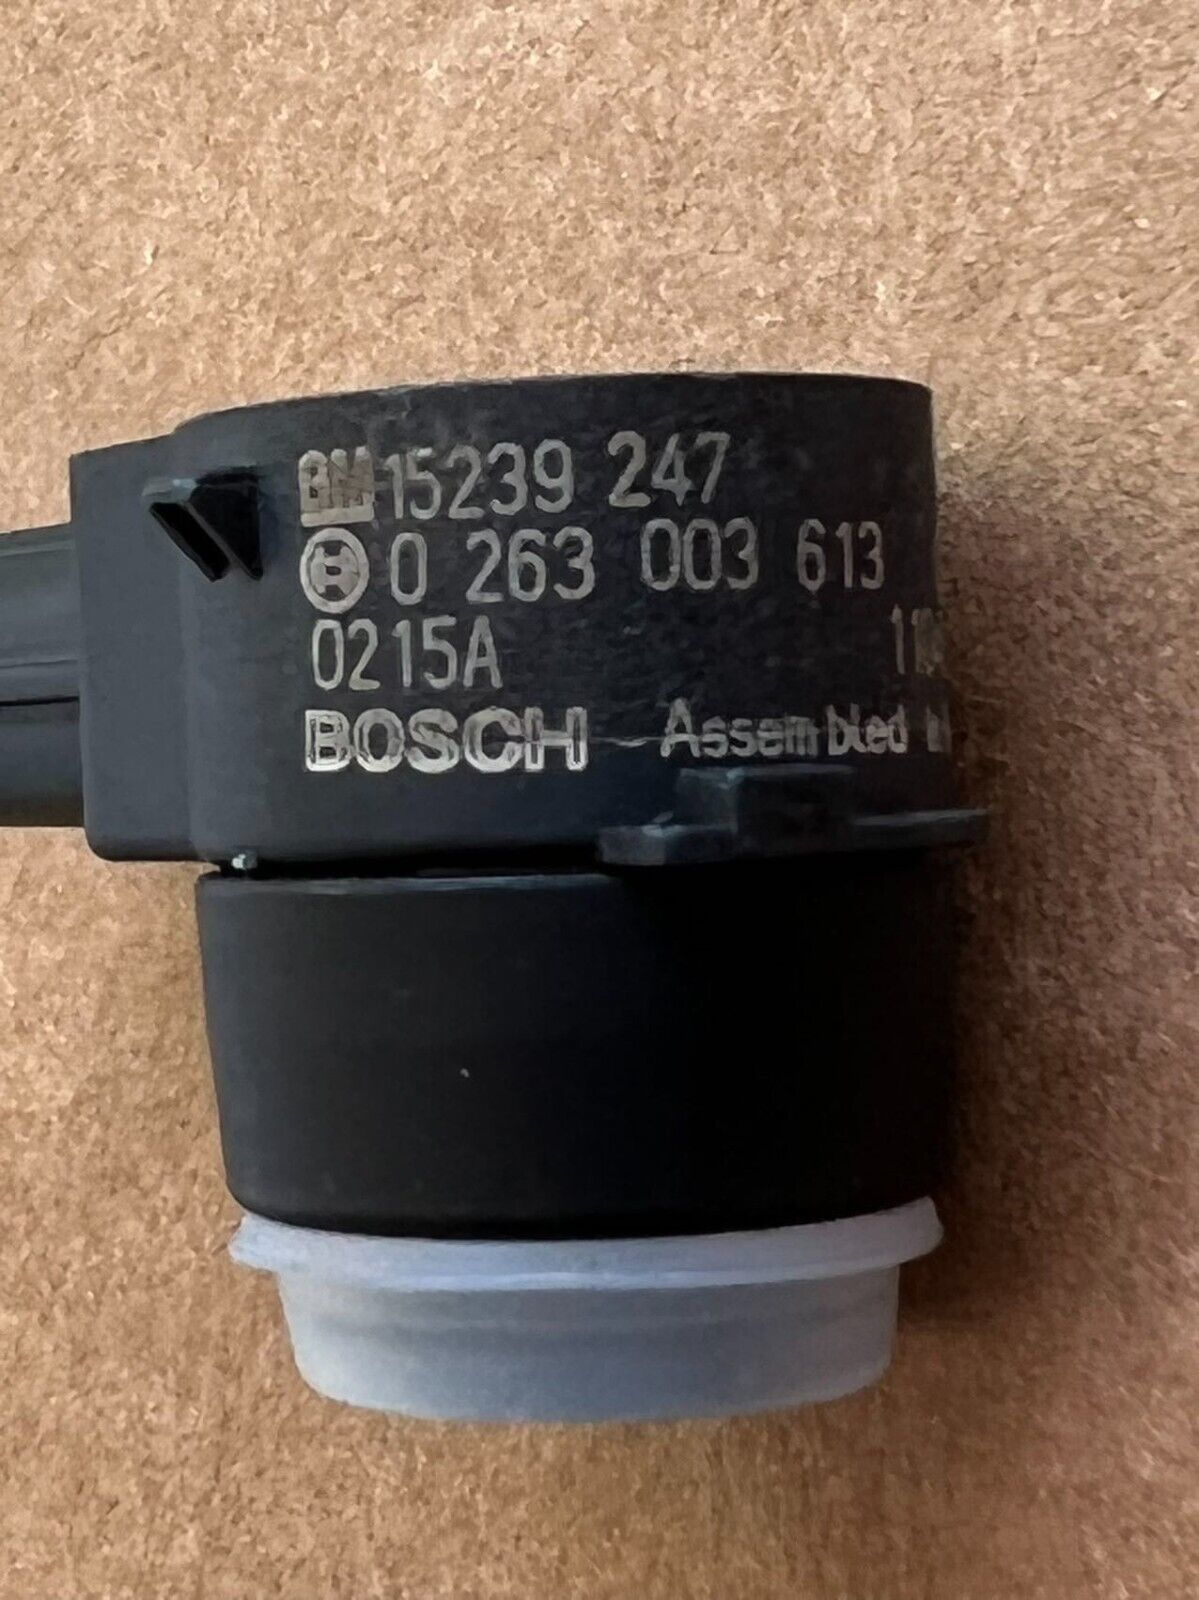 GM 15239 247
0 263 003 613
0215A
BOSCH Assembled